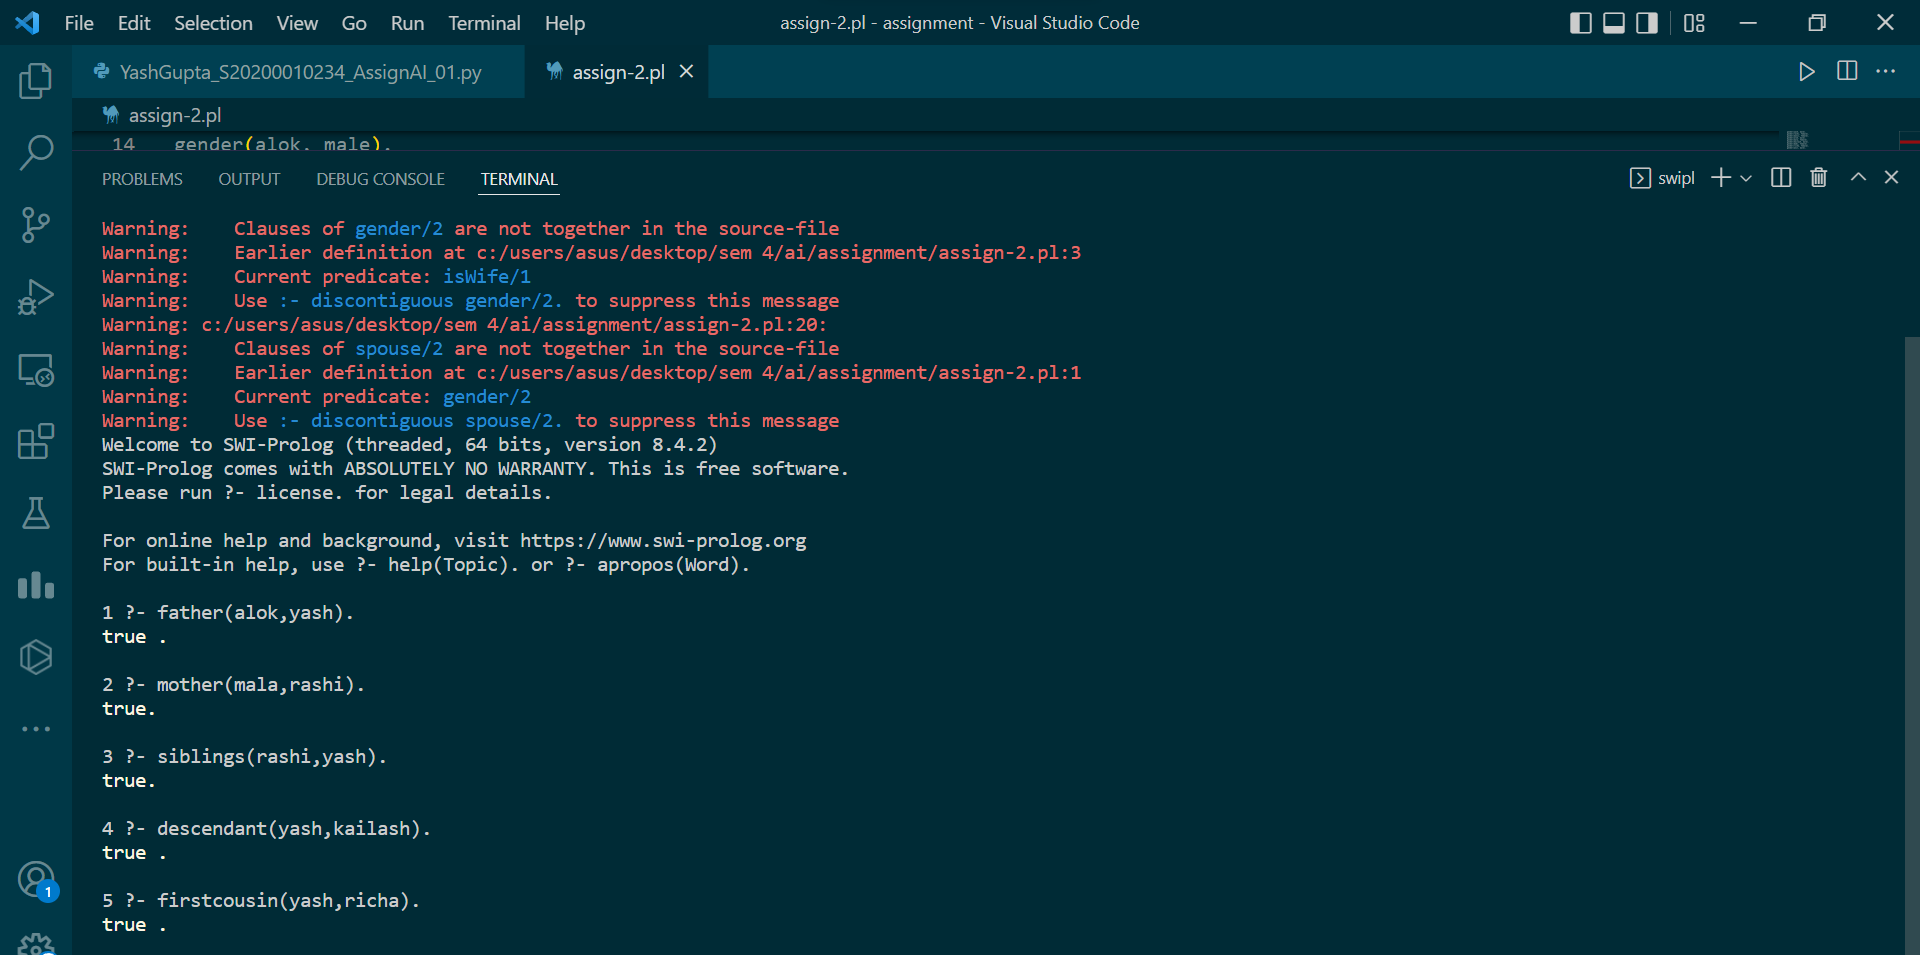 File Edit Selection View Go Run Terminal Help assign-2.pl - assignment - Visual Studio Code
YashGupta_S20200010234_AssignAI_01.py assign-2.pl
assign-2.pl
14 gender(alok, male).
PROBLEMS OUTPUT DEBUG CONSOLE TERMINAL swipl
Warning:    Clauses of gender/2 are not together in the source-file
Warning:    Earlier definition at c:/users/asus/desktop/sem 4/ai/assignment/assign-2.pl:3
Warning:    Current predicate: isWife/1
Warning:    Use :- discontiguous gender/2. to suppress this message
Warning: c:/users/asus/desktop/sem 4/ai/assignment/assign-2.pl:20:
Warning:    Clauses of spouse/2 are not together in the source-file
Warning:    Earlier definition at c:/users/asus/desktop/sem 4/ai/assignment/assign-2.pl:1
Warning:    Current predicate: gender/2
Warning:    Use :- discontiguous spouse/2. to suppress this message
Welcome to SWI-Prolog (threaded, 64 bits, version 8.4.2)
SWI-Prolog comes with ABSOLUTELY NO WARRANTY. This is free software.
Please run ?- license. for legal details.
For online help and background, visit https://www.swi-prolog.org
For built-in help, use ?- help(Topic). or ?- apropos(Word).
1 ?- father(alok,yash).
true .
2 ?- mother(mala,rashi).
true.
3 ?- siblings(rashi,yash).
true.
4 ?- descendant(yash,kailash).
true .
1
5 ?- firstcousin(yash,richa).
true .